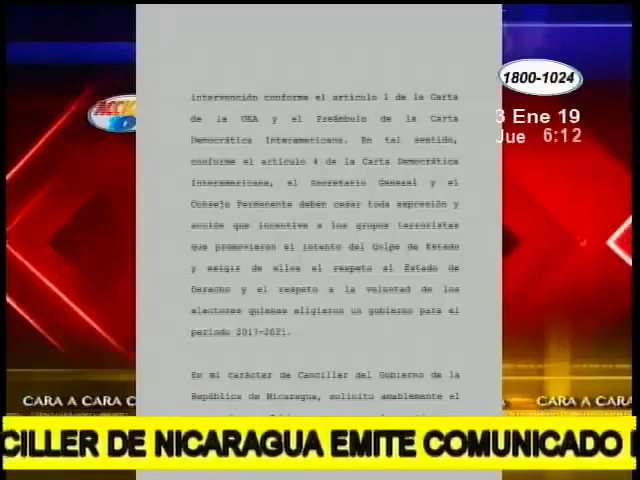 intervención conforme el artículo 1 de la Carta
de la OEA y el Preámbulo de la Carta
Democrática Interamericana. En tal sentido,
conforme el artículo 4 de la Carta Democrática
Interamericana, el Secretario General y el
Consejo Permanente deben cesar toda expresión y
acción que incentive a los grupos terroristas
que promovieron el intento del Golpe de Estado
y exigir de ellos el respeto al Estado de
Derecho y el respeto a la voluntad de los
electores quienes eligieron un gobierno para el
período 2017-2021.
En mi carácter de Canciller del Gobierno de la
República de Nicaragua, solicito amablemente el
1800-1024
3 Ene 19
Jue 6:12
CARA A CARA C
CARA A CARA
CILLER DE NICARAGUA EMITE COMUNICADO